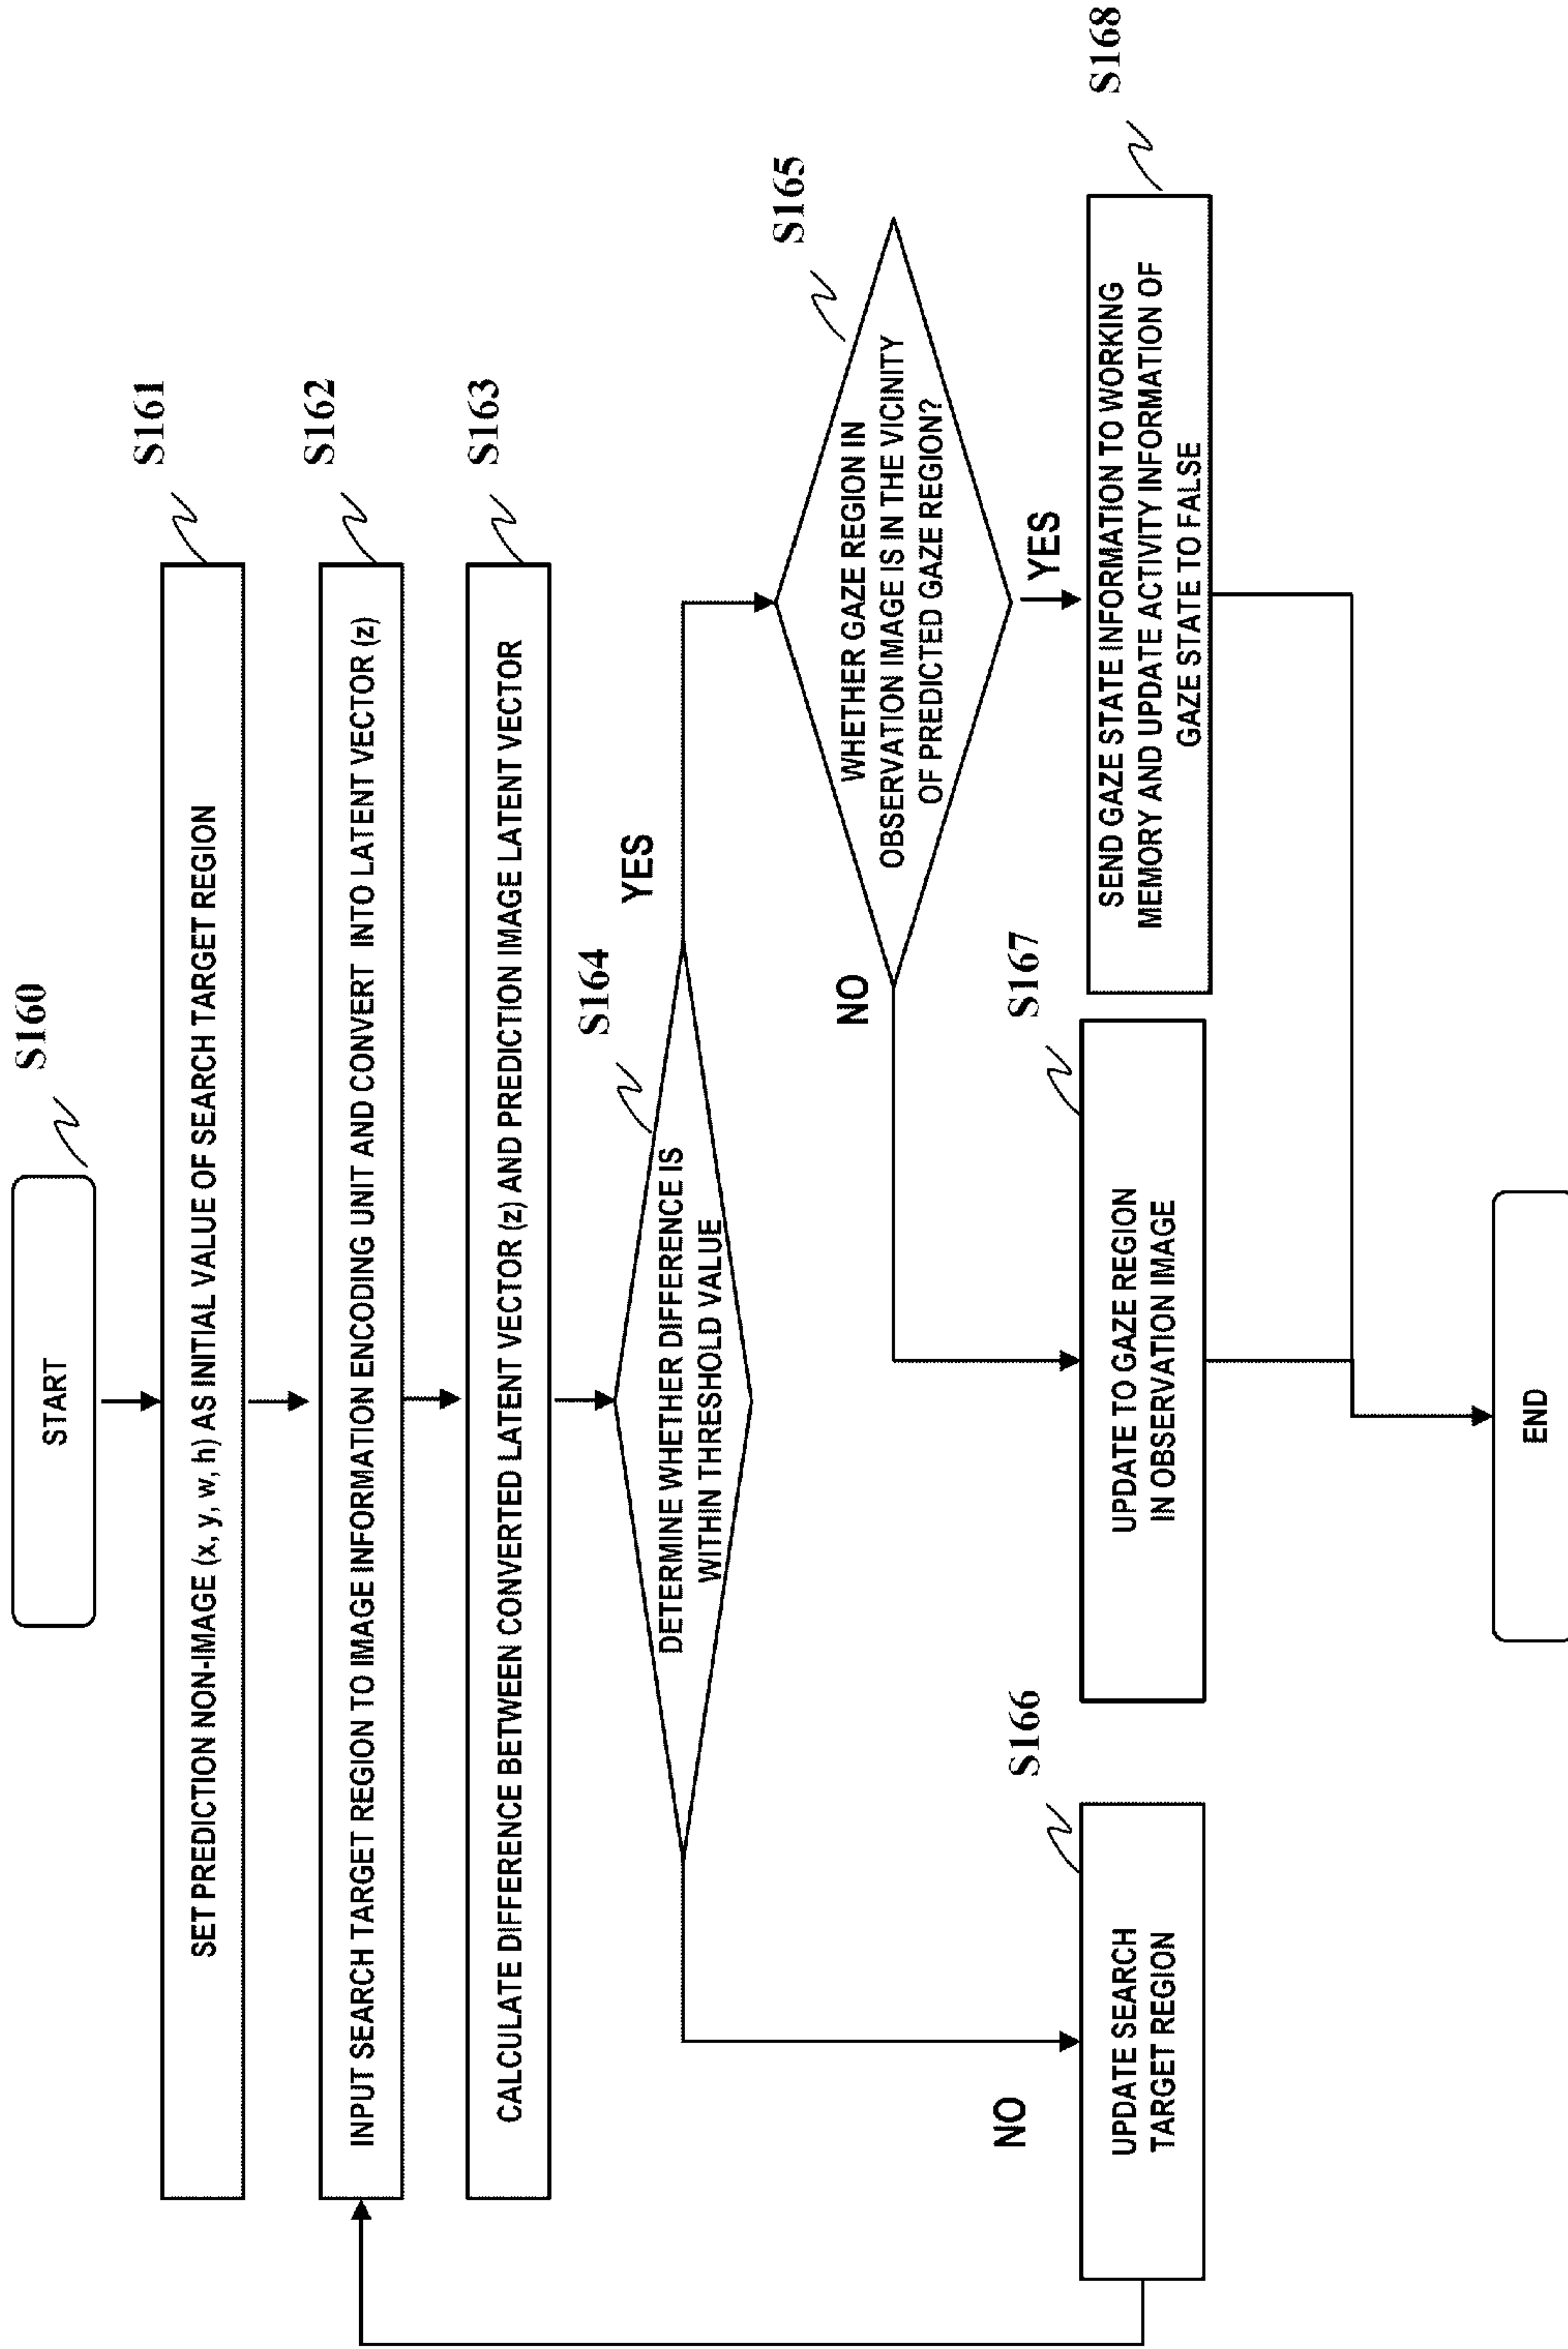 START
S160
SET PREDICTION NON-IMAGE (x, y, w, h) AS INITIAL VALUE OF SEARCH TARGET REGION
S161
INPUT SEARCH TARGET REGION TO IMAGE INFORMATION ENCODING UNIT AND CONVERT INTO LATENT VECTOR (z)
S162
CALCULATE DIFFERENCE BETWEEN CONVERTED LATENT VECTOR (z) AND PREDICTION IMAGE LATENT VECTOR
S163
DETERMINE WHETHER DIFFERENCE IS
WITHIN THRESHOLD VALUE
S164
YES
WHETHER GAZE REGION IN
OBSERVATION IMAGE IS IN THE VICINITY
OF PREDICTED GAZE REGION?
S165
NO
YES
NO
UPDATE SEARCH
TARGET REGION
S166
UPDATE TO GAZE REGION
IN OBSERVATION IMAGE
S167
SEND GAZE STATE INFORMATION TO WORKING
MEMORY AND UPDATE ACTIVITY INFORMATION OF
GAZE STATE TO FALSE
S168
END